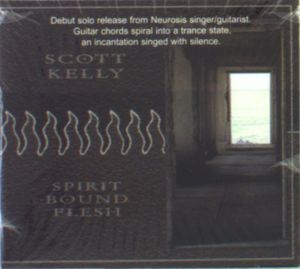 Debut solo release from Neurosis singer/guitarist.
Guitar chords spiral into a trance state,
an incantation singed with silence.
SCOTT
KELLY
SPIRIT
BOUND
FLESH